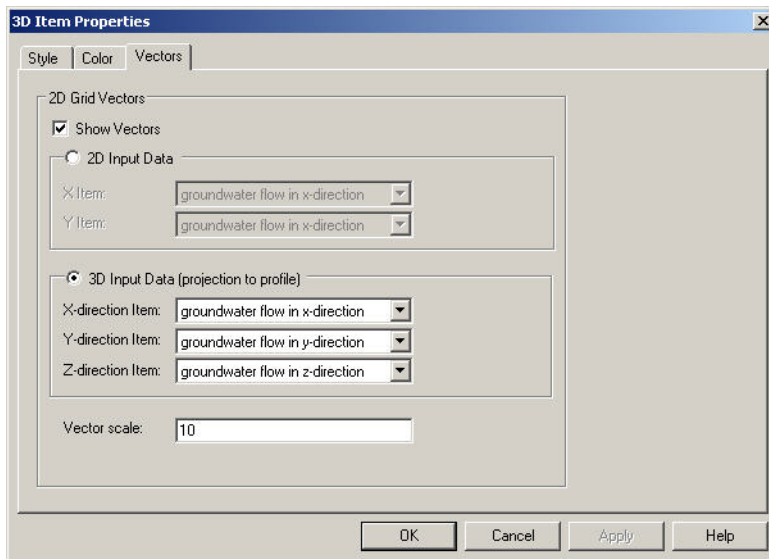 3D Item Properties
Style Color Vectors
2D Grid Vectors
Show Vectors
2D Input Data
X Item: groundwater flow in x-direction
Y Item: groundwater flow in x-direction
3D Input Data (projection to profile)
X-direction Item: groundwater flow in x-direction
Y-direction Item: groundwater flow in y-direction
Z-direction Item: groundwater flow in z-direction
Vector scale: 10
OK Cancel Apply Help